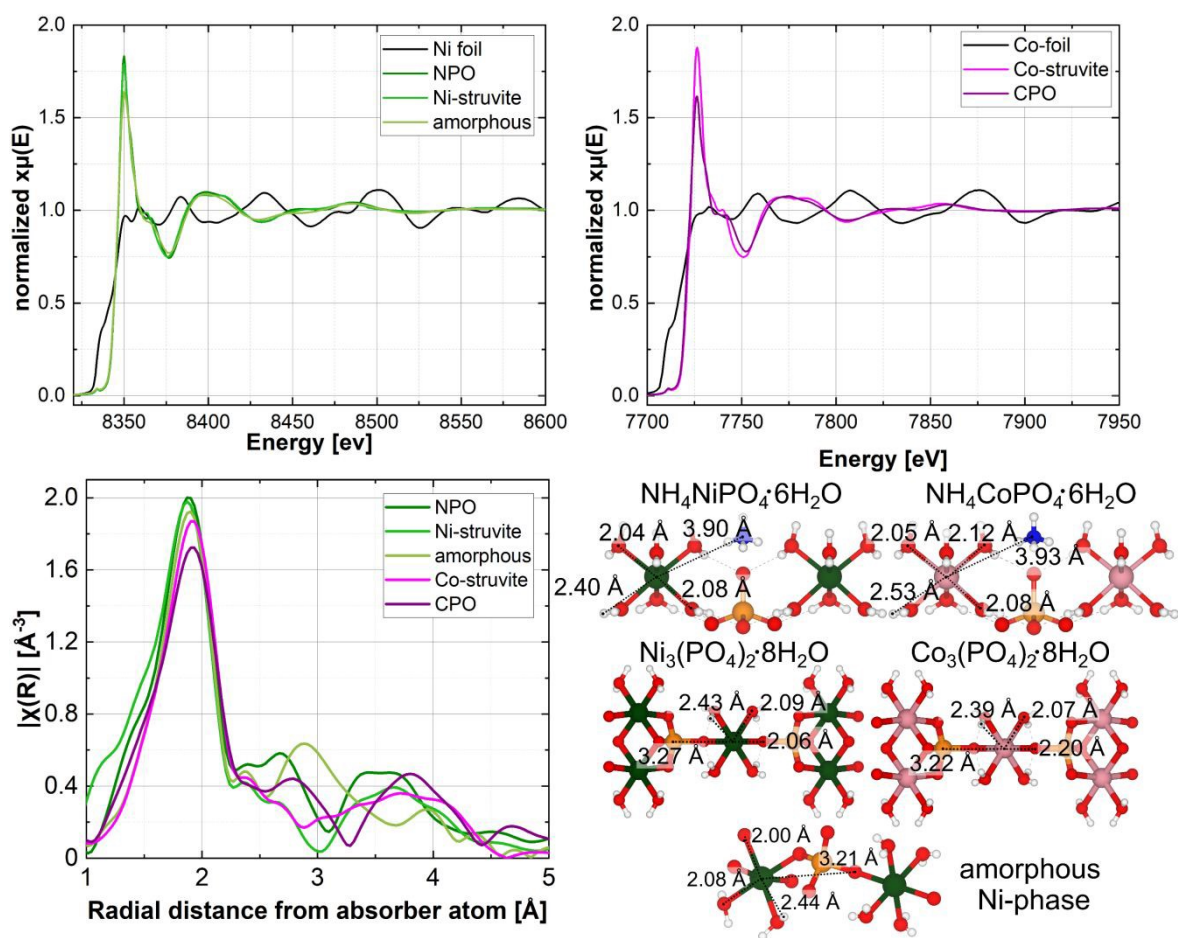 2.0
1.5
1.0
0.5
0.0
normalized xμ(E)
Ni foil
NPO
Ni-struvite
amorphous
8350 8400 8450 8500 8550 8600
Energy [ev]
2.0
1.5
1.0
0.5
0.0
normalized xμ(E)
Co-foil
Co-struvite
CPO
7700 7750 7800 7850 7900 7950
Energy [eV]
2.0
1.6
1.2
0.8
0.4
0
|χ(R)| [Å⁻³]
NPO
Ni-struvite
amorphous
Co-struvite
CPO
1 2 3 4 5
Radial distance from absorber atom [Å]
NH₄NiPO₄·6H₂O
2.04 Å 3.90 Å
2.40 Å 2.08 Å
NH₄CoPO₄·6H₂O
2.05 Å 2.12 Å
3.93 Å
2.53 Å 2.08 Å
Ni₃(PO₄)₂·8H₂O
2.43 Å 2.09 Å
2.06 Å
3.27 Å
Co₃(PO₄)₂·8H₂O
2.39 Å 2.07 Å
2.20 Å
3.22 Å
2.00 Å
3.21 Å
2.08 Å
2.44 Å
amorphous
Ni-phase